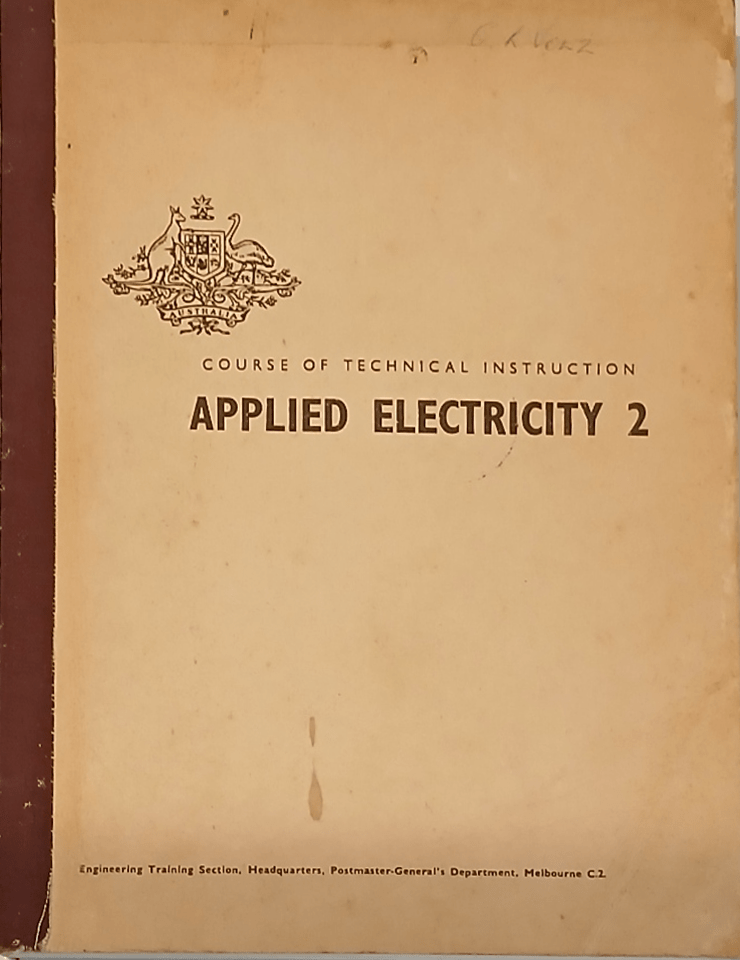 AUSTRALIA
COURSE OF TECHNICAL INSTRUCTION
APPLIED ELECTRICITY 2
Engineering Training Section, Headquarters, Postmaster-General's Department, Melbourne C.2.